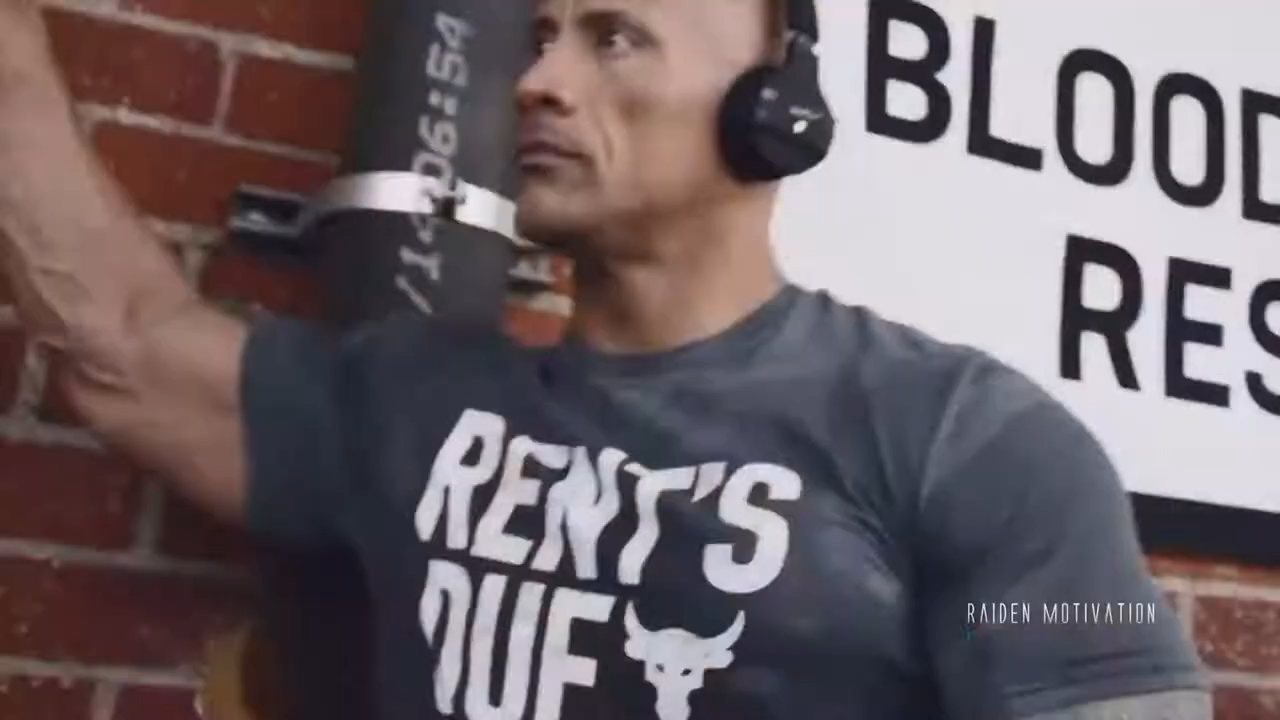 BLOOD
RES
RENT'S
DUE
RAIDEN MOTIVATION